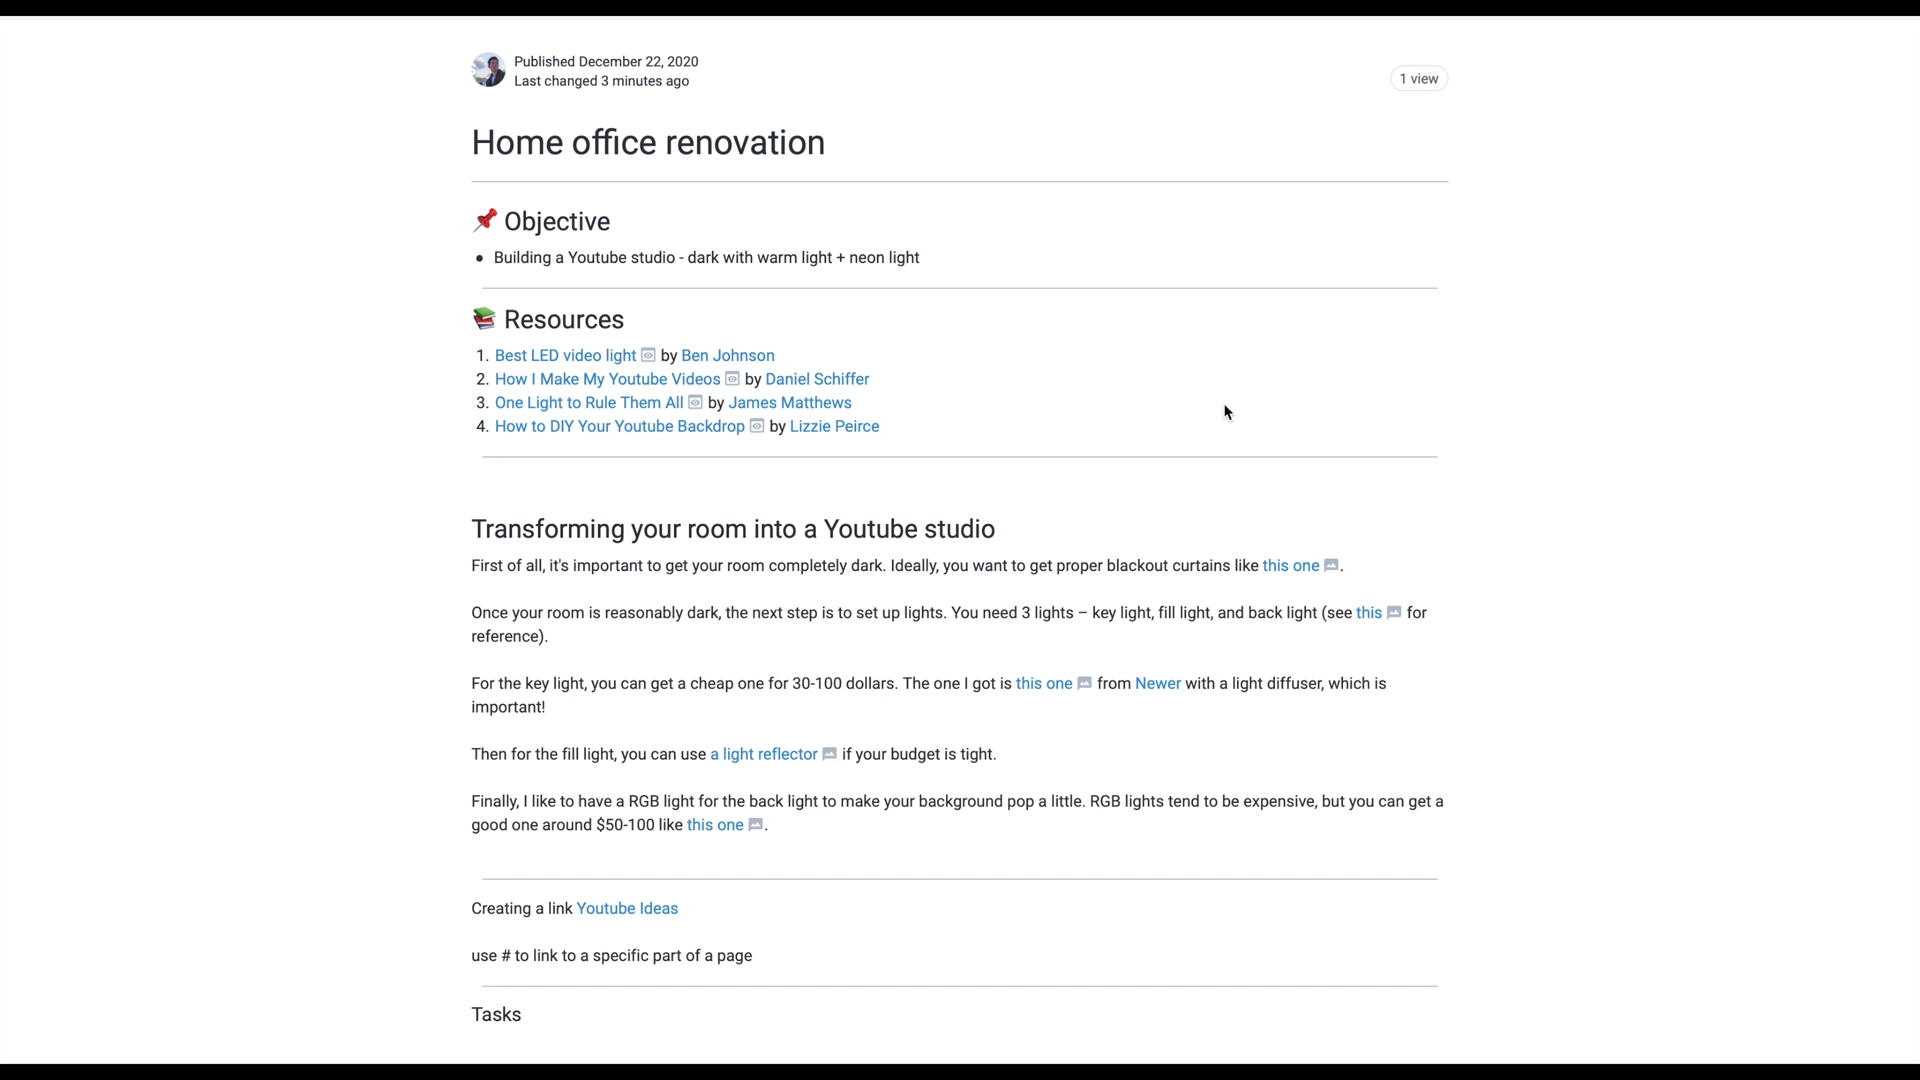 Published December 22, 2020
Last changed 3 minutes ago
1 view
Home office renovation
📌 Objective
• Building a Youtube studio - dark with warm light + neon light
📚 Resources
1. Best LED video light by Ben Johnson
2. How I Make My Youtube Videos by Daniel Schiffer
3. One Light to Rule Them All by James Matthews
4. How to DIY Your Youtube Backdrop by Lizzie Peirce
Transforming your room into a Youtube studio
First of all, it's important to get your room completely dark. Ideally, you want to get proper blackout curtains like this one.
Once your room is reasonably dark, the next step is to set up lights. You need 3 lights – key light, fill light, and back light (see this for
reference).
For the key light, you can get a cheap one for 30-100 dollars. The one I got is this one from Newer with a light diffuser, which is
important!
Then for the fill light, you can use a light reflector if your budget is tight.
Finally, I like to have a RGB light for the back light to make your background pop a little. RGB lights tend to be expensive, but you can get a
good one around $50-100 like this one.
Creating a link Youtube Ideas
use # to link to a specific part of a page
Tasks